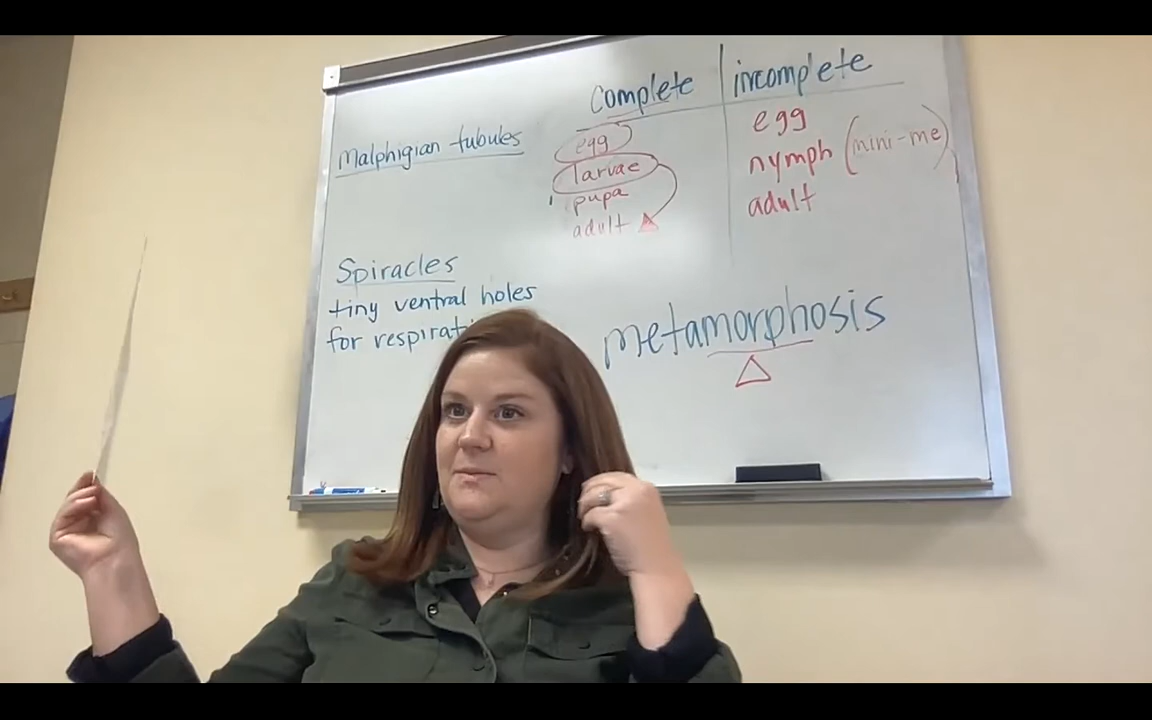 Complete | incomplete
Malphigian tubules
egg
larvae
pupa
adult
egg
nymph (mini-me)
adult
Spiracles
tiny ventral holes
for respirati
metamorphosis